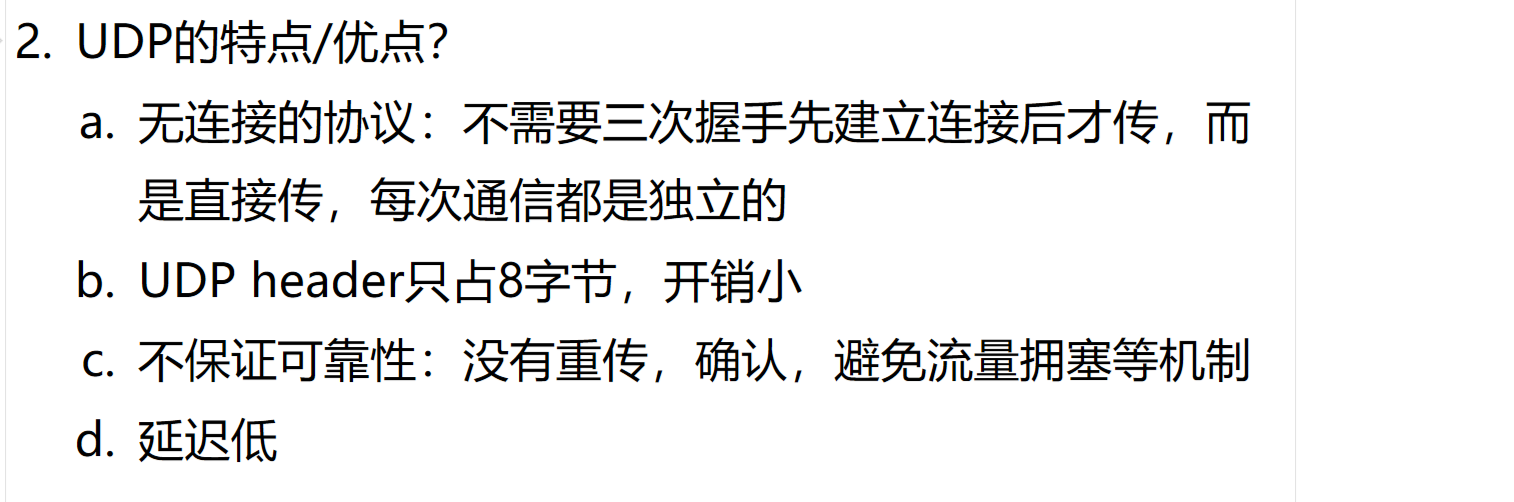 2. UDP的特点/优点？
a. 无连接的协议：不需要三次握手先建立连接后才传，而
是直接传，每次通信都是独立的
b. UDP header只占8字节，开销小
c. 不保证可靠性：没有重传，确认，避免流量拥塞等机制
d. 延迟低